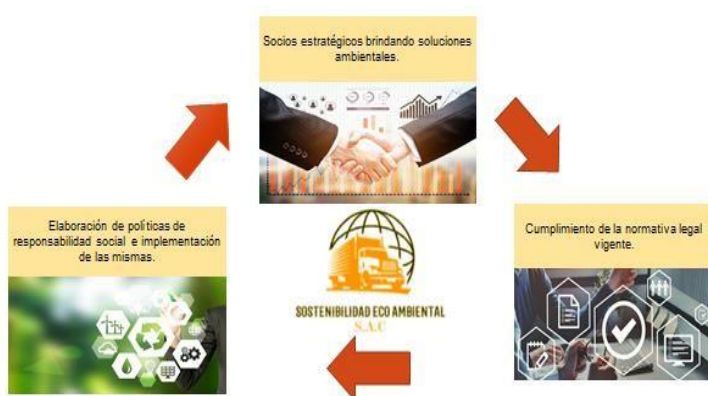 Socios estratégicos brindando soluciones
ambientales.
Elaboración de políticas de
responsabilidad social e implementación
de las mismas.
Cumplimiento de la normativa legal
vigente.
SOSTENIBILIDAD ECO AMBIENTAL
S.A.C